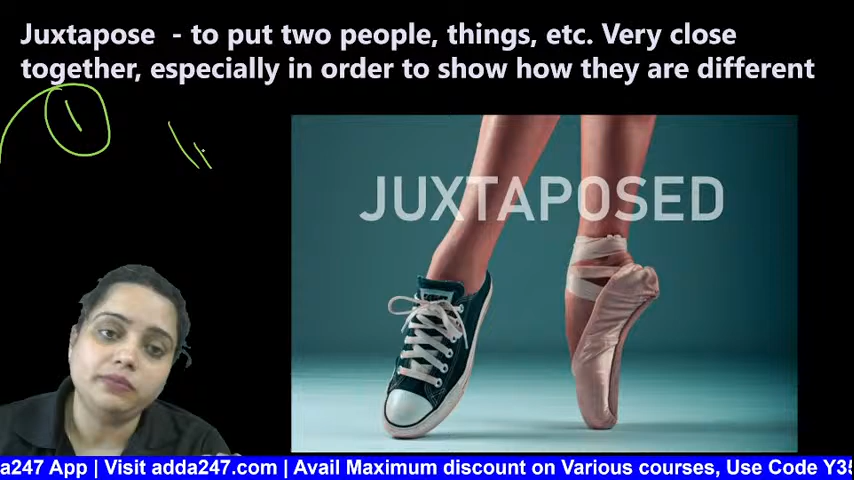 Juxtapose - to put two people, things, etc. Very close
together, especially in order to show how they are different
JUXTAPOSED
a247 App | Visit adda247.com | Avail Maximum discount on Various courses, Use Code Y35